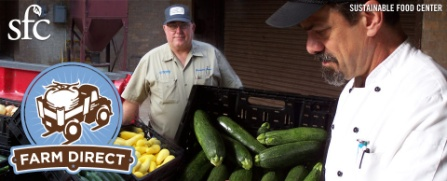 sfc
SUSTAINABLE FOOD CENTER
FARM DIRECT